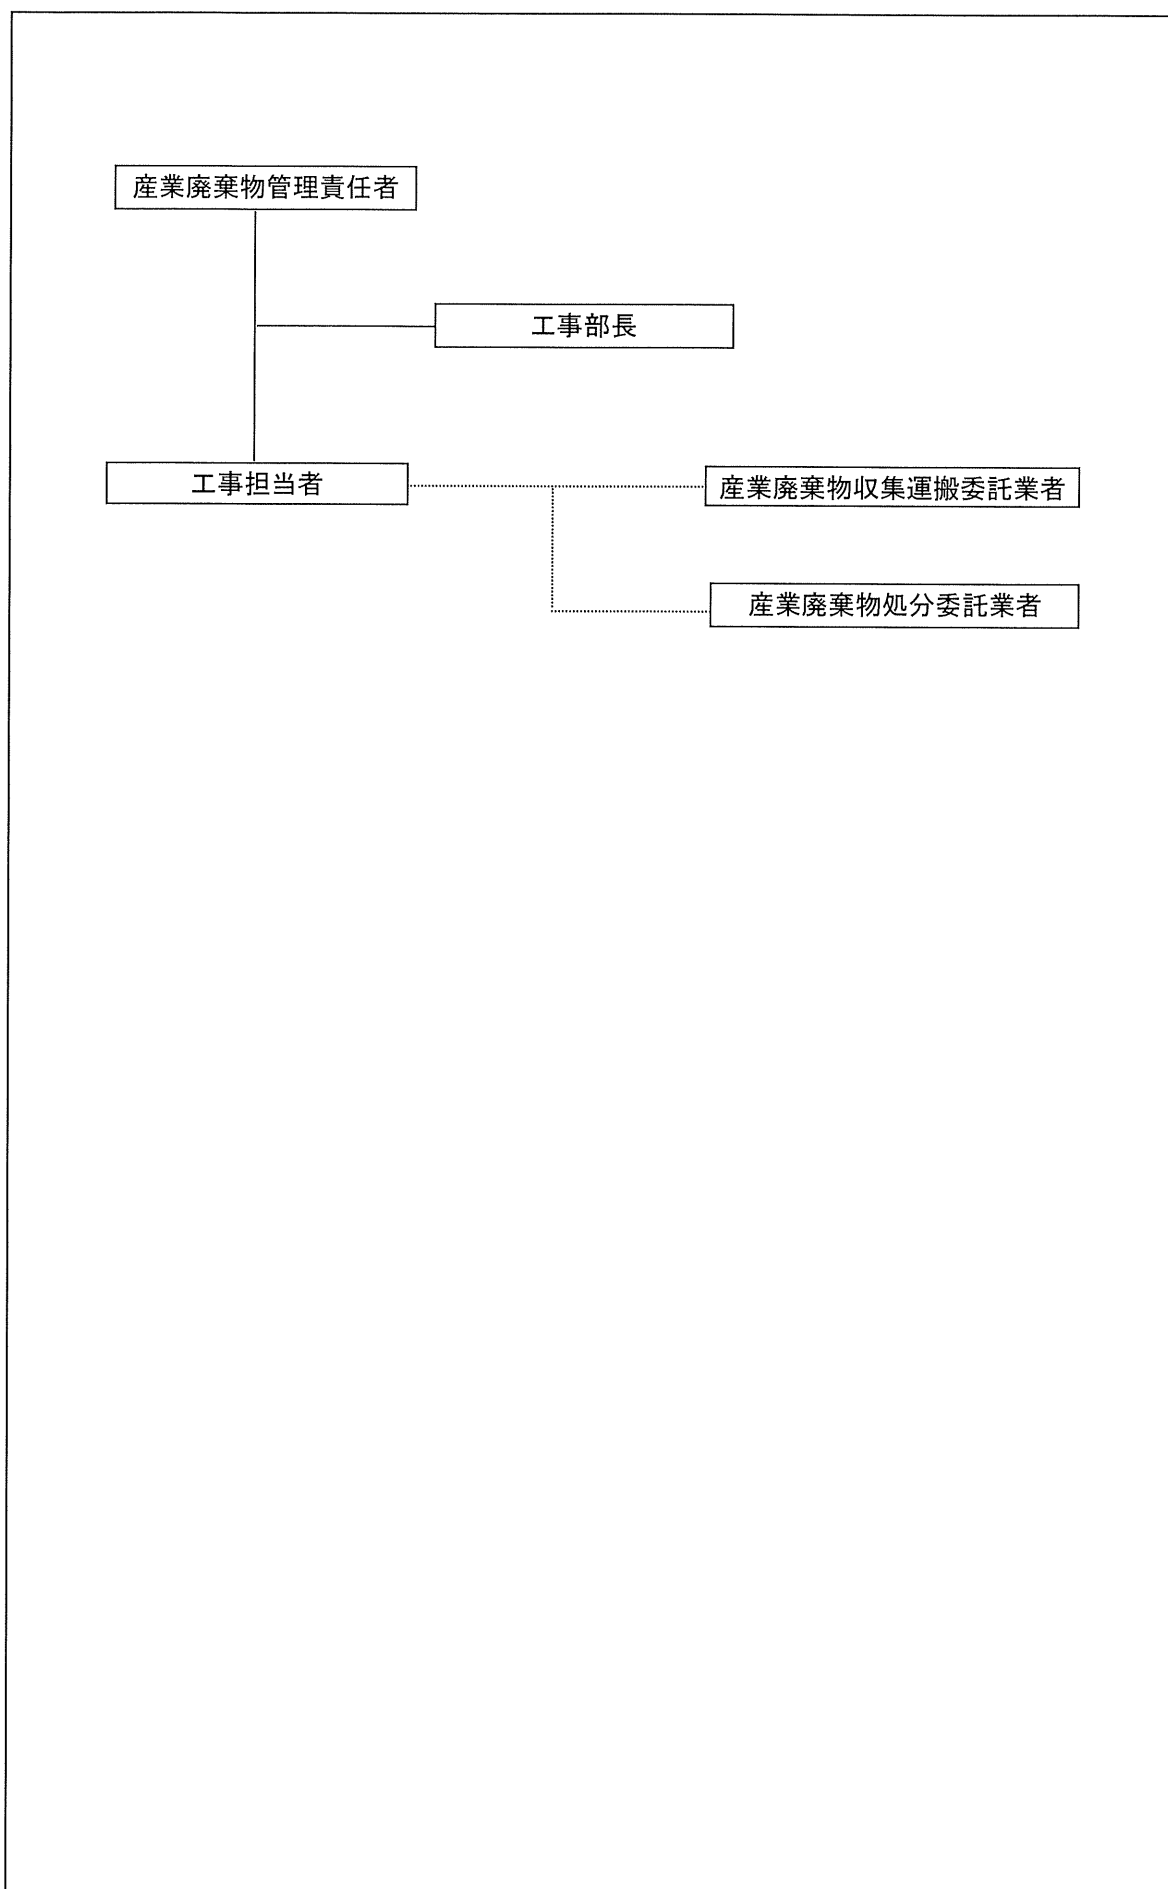 産業廃棄物管理責任者
工事部長
工事担当者
産業廃棄物収集運搬委託業者
産業廃棄物処分委託業者